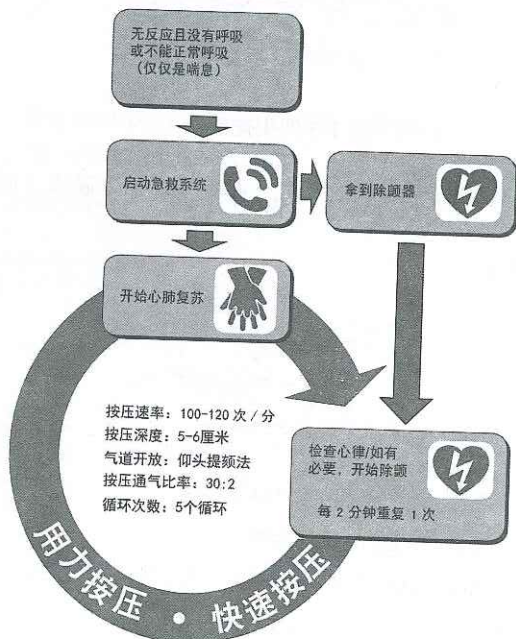 无反应且没有呼吸
或不能正常呼吸
（仅仅是喘息）
启动急救系统
拿到除颤器
开始心肺复苏
按压速率：100-120 次 / 分
按压深度：5-6厘米
气道开放：仰头提颏法
按压通气比率：30:2
循环次数：5个循环
检查心律/如有
必要，开始除颤
每 2 分钟重复 1 次
用力按压 • 快速按压